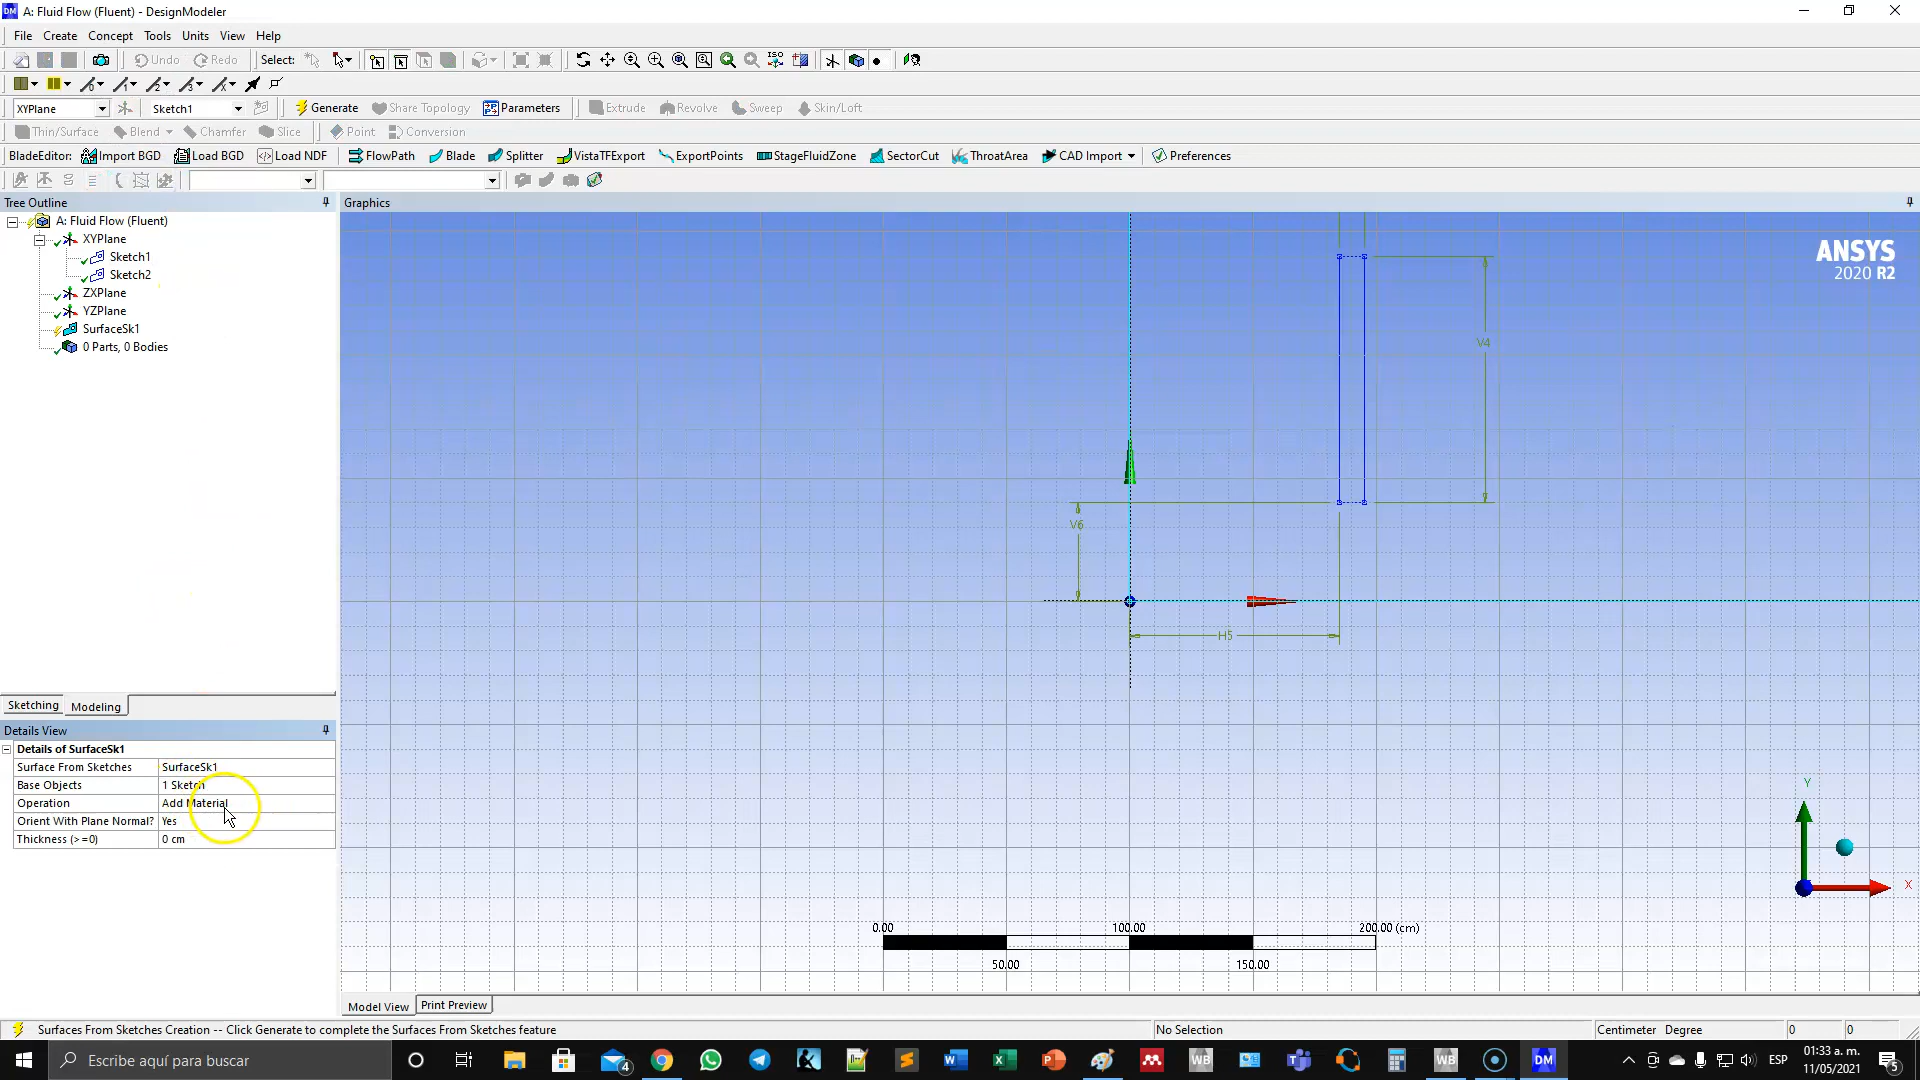 A: Fluid Flow (Fluent) - DesignModeler
File Create Concept Tools Units View Help
Undo Redo Select: ISO
XYPlane Sketch1 Generate Share Topology Parameters Extrude Revolve Sweep Skin/Loft
Thin/Surface Blend Chamfer Slice Point Conversion
BladeEditor: Import BGD Load BGD Load NDF FlowPath Blade Splitter VistaTFExport ExportPoints StageFluidZone SectorCut ThroatArea CAD Import Preferences
Tree Outline
A: Fluid Flow (Fluent)
XYPlane
Sketch1
Sketch2
ZXPlane
YZPlane
SurfaceSk1
0 Parts, 0 Bodies
Sketching Modeling
Details View
Details of SurfaceSk1
Surface From Sketches SurfaceSk1
Base Objects 1 Sketch
Operation Add Material
Orient With Plane Normal? Yes
Thickness (>=0) 0 cm
Graphics
ANSYS
2020 R2
V4
V6
H5
Y
X
0.00 100.00 200.00 (cm)
50.00 150.00
Model View Print Preview
Surfaces From Sketches Creation -- Click Generate to complete the Surfaces From Sketches feature
No Selection
Centimeter Degree 0 0
Escribe aquí para buscar
4
WB
WB
DM
ESP
01:33 a. m.
11/05/2021
5